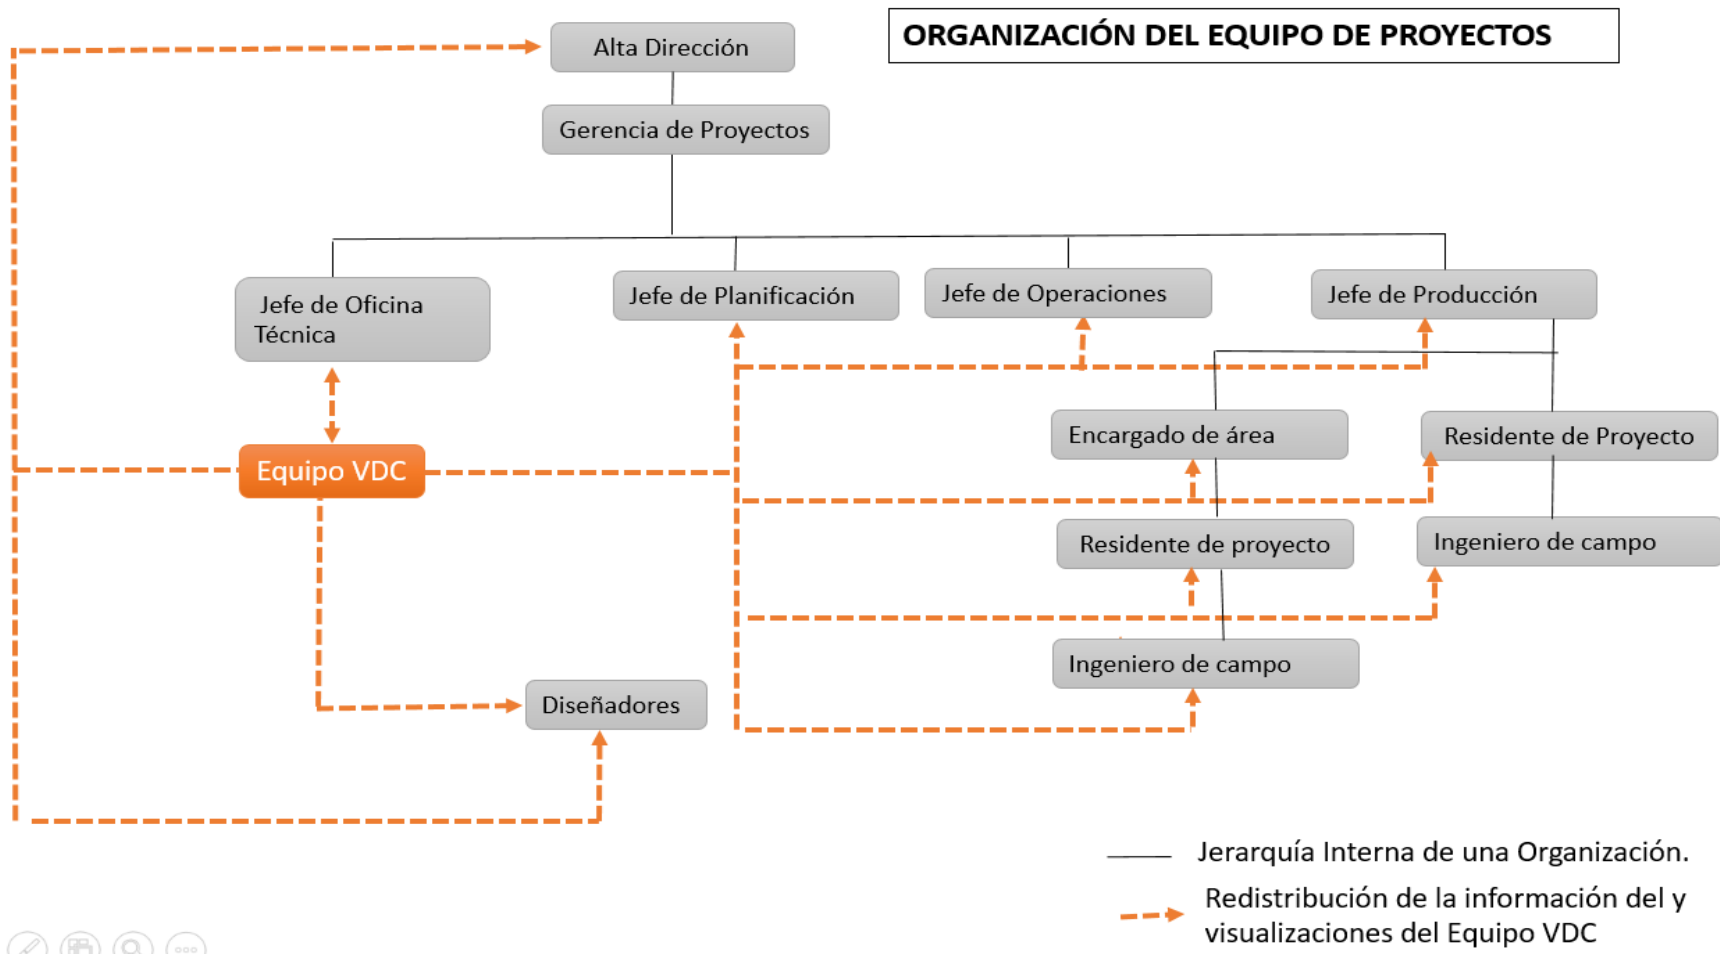 ORGANIZACIÓN DEL EQUIPO DE PROYECTOS
Alta Dirección
Gerencia de Proyectos
Jefe de Oficina
Técnica
Jefe de Planificación
Jefe de Operaciones
Jefe de Producción
Equipo VDC
Encargado de área
Residente de Proyecto
Residente de proyecto
Ingeniero de campo
Ingeniero de campo
Diseñadores
Jerarquía Interna de una Organización.
Redistribución de la información del y
visualizaciones del Equipo VDC